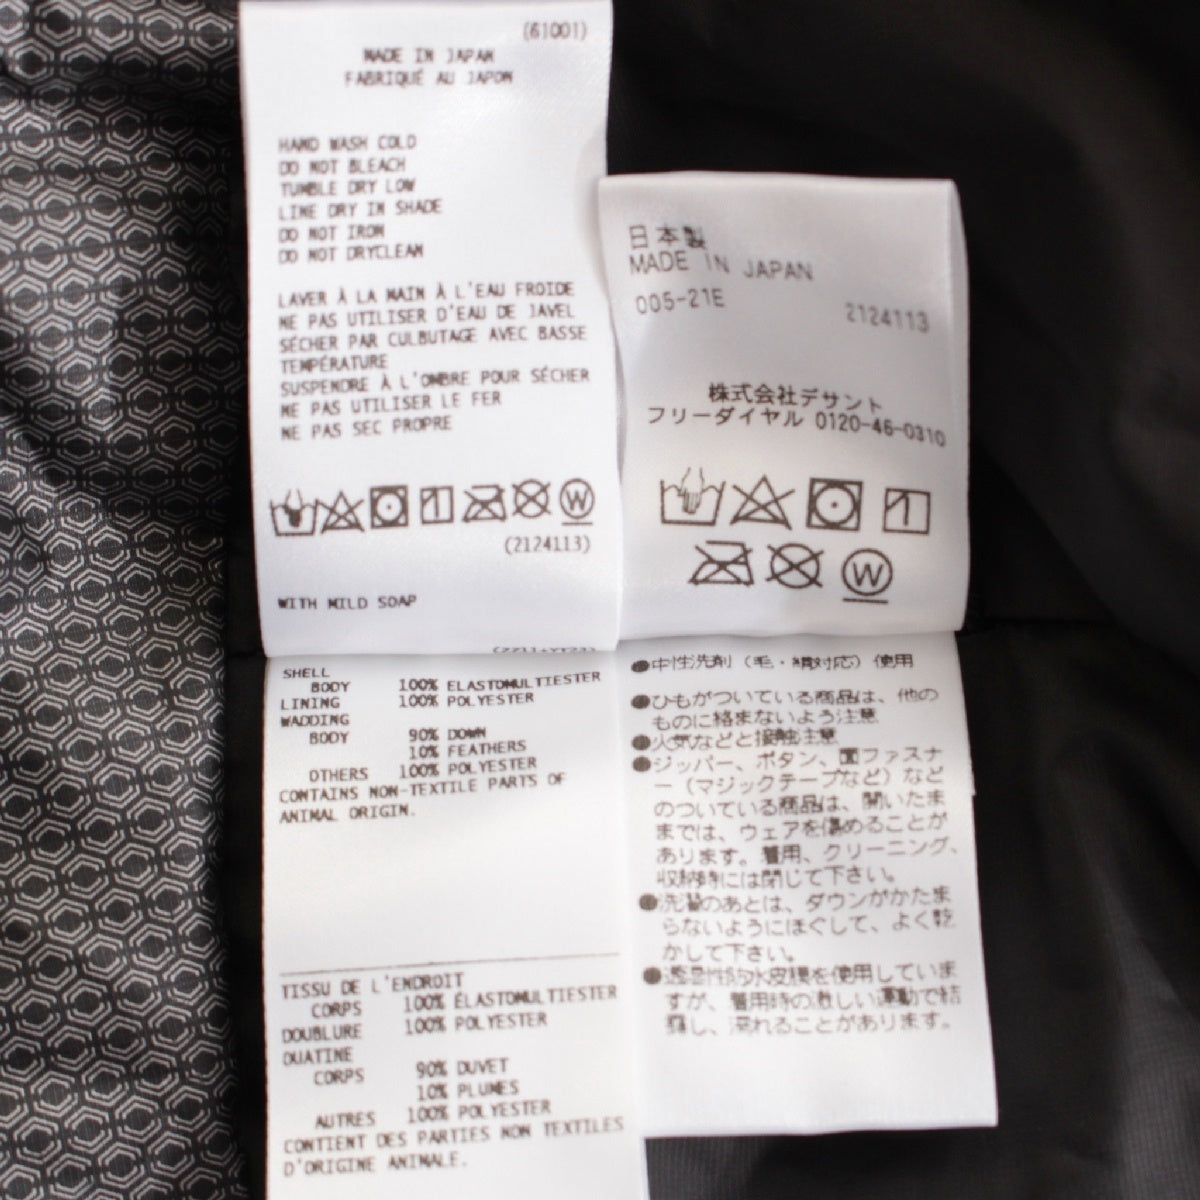 (61001)
MADE IN JAPAN
FABRIQUÉ AU JAPON
HAND WASH COLD
DO NOT BLEACH
TUMBLE DRY LOW
LINE DRY IN SHADE
DO NOT IRON
DO NOT DRYCLEAN
LAVER À LA MAIN À L'EAU FROIDE
NE PAS UTILISER D'EAU DE JAVEL
SÉCHER PAR CULBUTAGE AVEC BASSE
TEMPÉRATURE
SUSPENDRE À L'OMBRE POUR SÉCHER
NE PAS UTILISER LE FER
NE PAS SEC PROPRE
W
(2124113)
WITH MILD SOAP
SHELL
BODY 100% ELASTOMULTIESTER
LINING 100% POLYESTER
WADDING
BODY 90% DOWN
10% FEATHERS
OTHERS 100% POLYESTER
CONTAINS NON-TEXTILE PARTS OF
ANIMAL ORIGIN.
TISSU DE L'ENDROIT
CORPS 100% ÉLASTOMULTIESTER
DOUBLURE 100% POLYESTER
OUATINE
CORPS 90% DUVET
10% PLUMES
AUTRES 100% POLYESTER
CONTIENT DES PARTIES NON TEXTILES
D'ORIGINE ANIMALE.
日本製
MADE IN JAPAN
005-21E 2124113
株式会社デサント
フリーダイヤル 0120-46-0310
W
●中性洗剤（毛・絹対応）使用
●ひもがついている商品は、他の
ものに絡まないよう注意
●火気などと接触注意
●ジッパー、ボタン、面ファスナ
ー（マジックテープなど）など
のついている商品は、開いたま
までは、ウェアを傷めることが
あります。着用、クリーニング、
収納時には閉じて下さい。
●洗濯のあとは、ダウンがかたま
らないようにほぐして、よく乾
かして下さい。
●透湿性防水皮膜を使用していま
すが、着用時の激しい運動で結
露し、濡れることがあります。